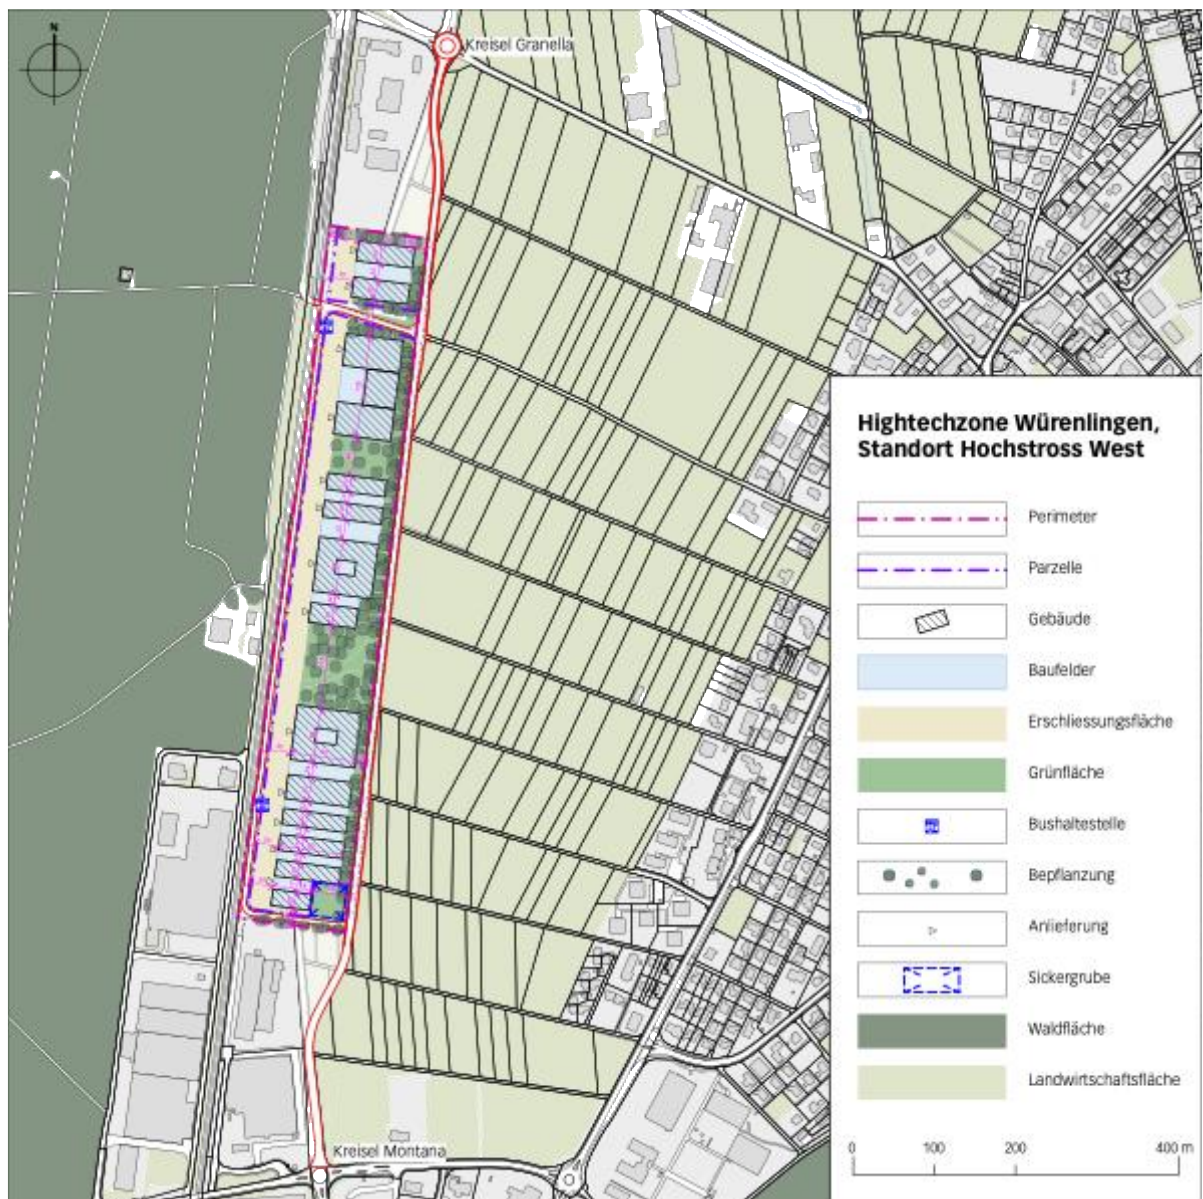 N
Kreisel Granella
Hightechzone Würenlingen,
Standort Hochstross West
Perimeter
Parzelle
Gebäude
Baufelder
Erschliessungsfläche
Grünfläche
Bushaltestelle
Bepflanzung
Anlieferung
Sickergrube
Waldfläche
Landwirtschaftsfläche
0 100 200 400 m
Kreisel Montana